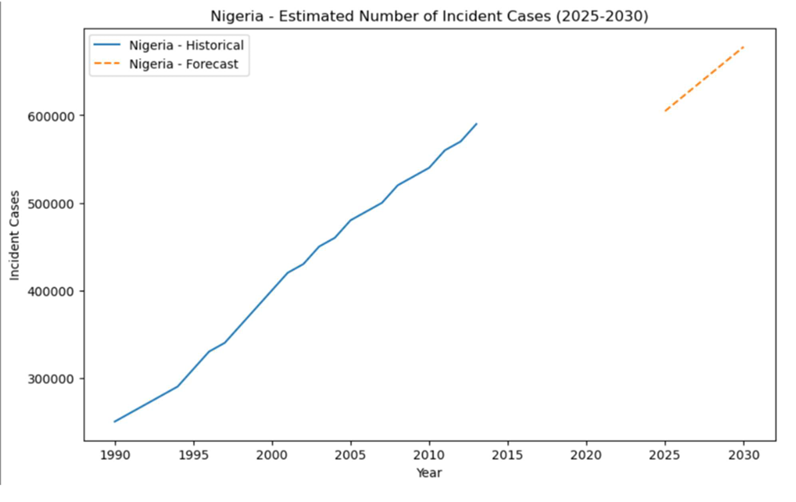 Nigeria - Estimated Number of Incident Cases (2025-2030)
Nigeria - Historical
Nigeria - Forecast
600000
500000
400000
300000
Incident Cases
1990 1995 2000 2005 2010 2015 2020 2025 2030
Year